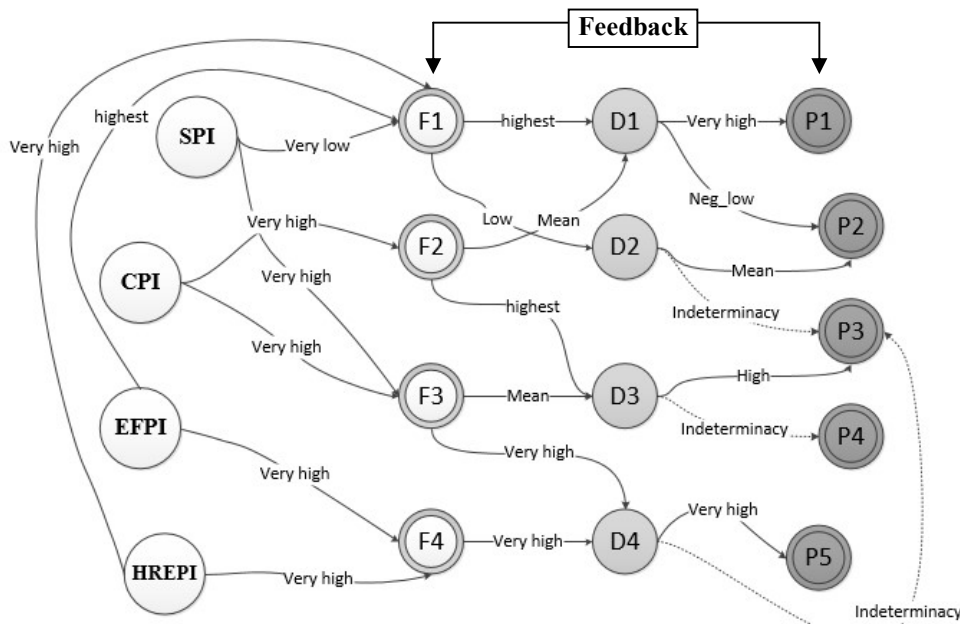 Feedback
highest
Very high
SPI
Very low
F1
highest
D1
Very high
P1
Neg_low
Very high
Low
Mean
F2
D2
P2
Mean
CPI
Very high
highest
Indeterminacy
P3
Very high
F3
Mean
D3
High
EFPI
Indeterminacy
P4
Very high
Very high
F4
Very high
D4
Very high
P5
HREPI
Very high
Indeterminacy